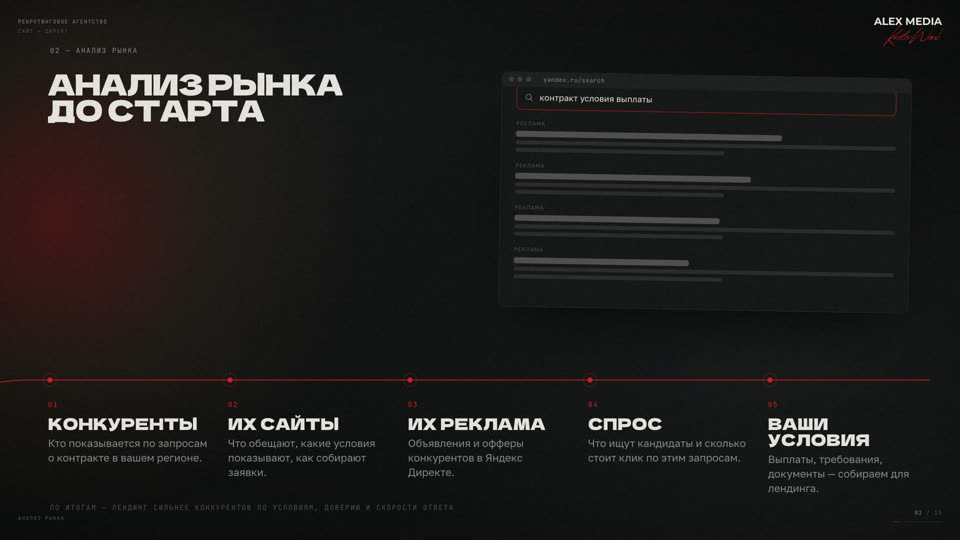 РЕКРУТИНГОВОЕ АГЕНТСТВО
САЙТ + ДИРЕКТ
ALEX MEDIA
02 — АНАЛИЗ РЫНКА
АНАЛИЗ РЫНКА
ДО СТАРТА
yandex.ru/search
контракт условия выплаты
РЕКЛАМА
РЕКЛАМА
РЕКЛАМА
РЕКЛАМА
01
КОНКУРЕНТЫ
Кто показывается по запросам
о контракте в вашем регионе.
02
ИХ САЙТЫ
Что обещают, какие условия
показывают, как собирают
заявки.
03
ИХ РЕКЛАМА
Объявления и офферы
конкурентов в Яндекс
Директе.
04
СПРОС
Что ищут кандидаты и сколько
стоит клик по этим запросам.
05
ВАШИ
УСЛОВИЯ
Выплаты, требования,
документы — собираем для
лендинга.
ПО ИТОГАМ — ЛЕНДИНГ СИЛЬНЕЕ КОНКУРЕНТОВ ПО УСЛОВИЯМ, ДОВЕРИЮ И СКОРОСТИ ОТВЕТА
АНАЛИЗ РЫНКА
02 / 15